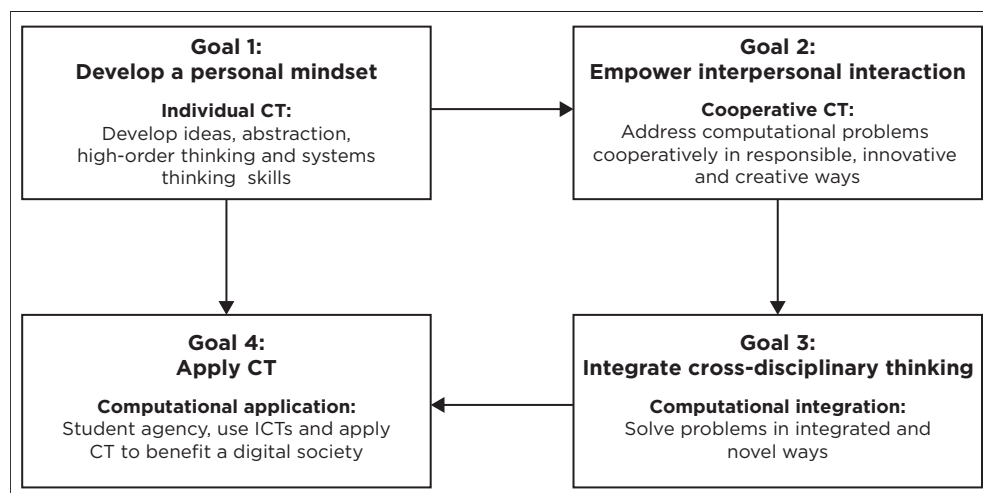 Goal 1:
Develop a personal mindset
Individual CT:
Develop ideas, abstraction,
high-order thinking and systems
thinking skills
Goal 2:
Empower interpersonal interaction
Cooperative CT:
Address computational problems
cooperatively in responsible, innovative
and creative ways
Goal 4:
Apply CT
Computational application:
Student agency, use ICTs and apply
CT to benefit a digital society
Goal 3:
Integrate cross-disciplinary thinking
Computational integration:
Solve problems in integrated and
novel ways